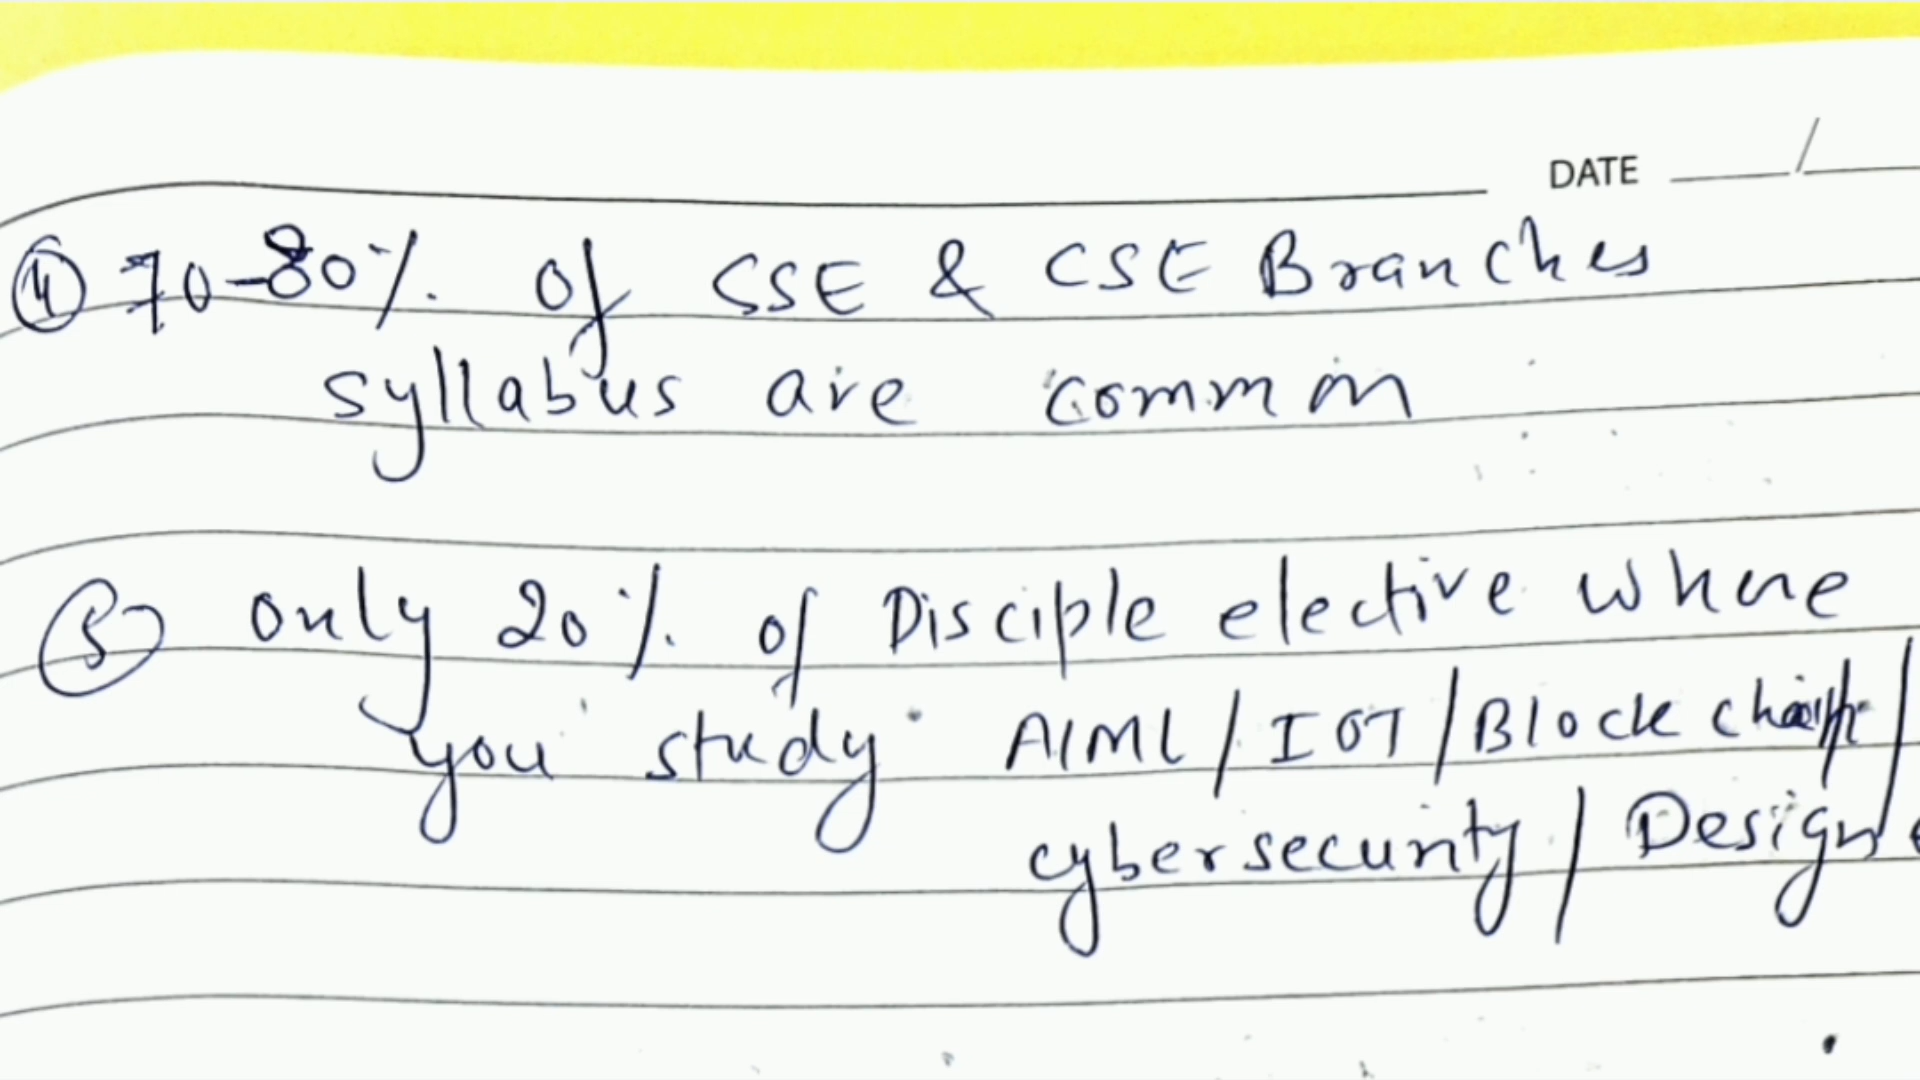 DATE /
④ 70-80% of SSE & CSE Branches
syllabus are common
⑤ only 20% of Disciple elective where
you study AIML / IOT / Block chain /
cybersecurity / Design